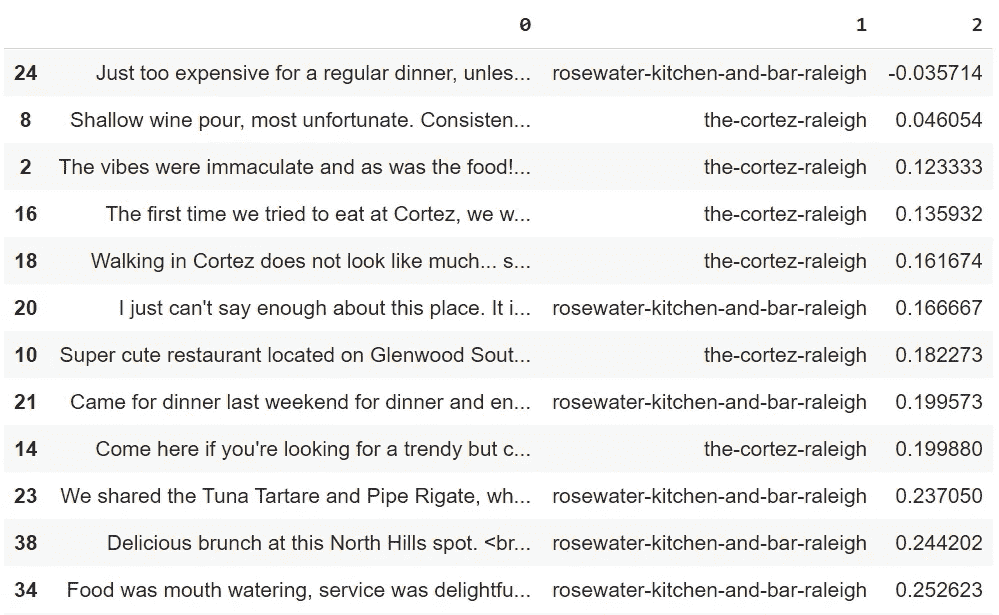 0 1 2
24 Just too expensive for a regular dinner, unles... rosewater-kitchen-and-bar-raleigh -0.035714
8 Shallow wine pour, most unfortunate. Consisten... the-cortez-raleigh 0.046054
2 The vibes were immaculate and as was the food!... the-cortez-raleigh 0.123333
16 The first time we tried to eat at Cortez, we w... the-cortez-raleigh 0.135932
18 Walking in Cortez does not look like much... s... the-cortez-raleigh 0.161674
20 I just can't say enough about this place. It i... rosewater-kitchen-and-bar-raleigh 0.166667
10 Super cute restaurant located on Glenwood Sout... the-cortez-raleigh 0.182273
21 Came for dinner last weekend for dinner and en... rosewater-kitchen-and-bar-raleigh 0.199573
14 Come here if you're looking for a trendy but c... the-cortez-raleigh 0.199880
23 We shared the Tuna Tartare and Pipe Rigate, wh... rosewater-kitchen-and-bar-raleigh 0.237050
38 Delicious brunch at this North Hills spot. <br... rosewater-kitchen-and-bar-raleigh 0.244202
34 Food was mouth watering, service was delightfu... rosewater-kitchen-and-bar-raleigh 0.252623